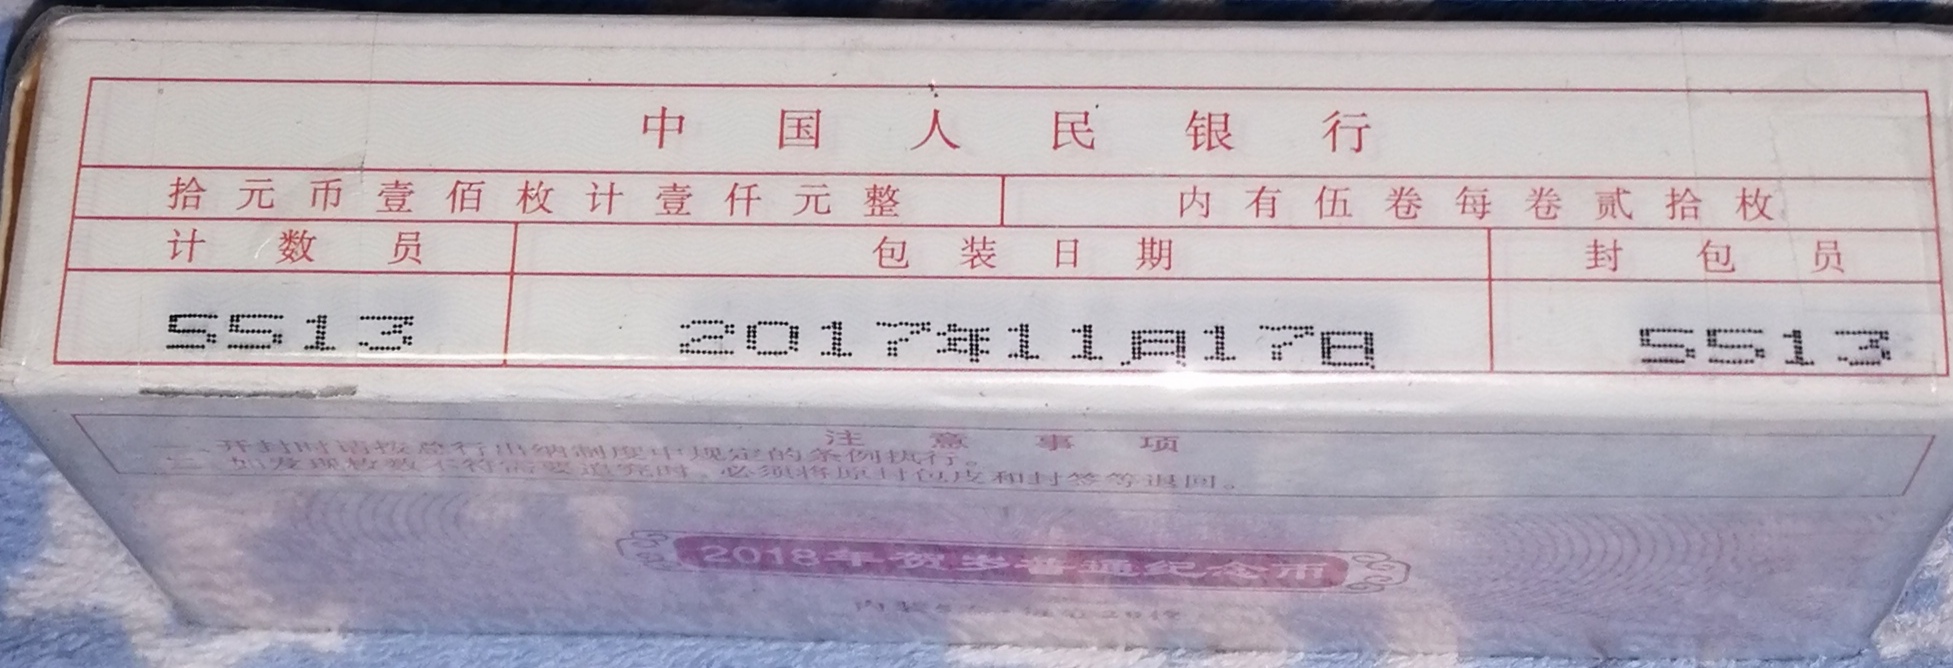 中国人民银行
拾元币壹佰枚计壹仟元整 内有伍卷每卷贰拾枚
计数员 包装日期 封包员
5513 2017年11月17日 5513
注意事项
一、开封时请按总行出纳制度中规定的条例执行。
二、如发现枚数不符需要追究时，必须将原封包皮和封签等退回。
2018年贺岁普通纪念币